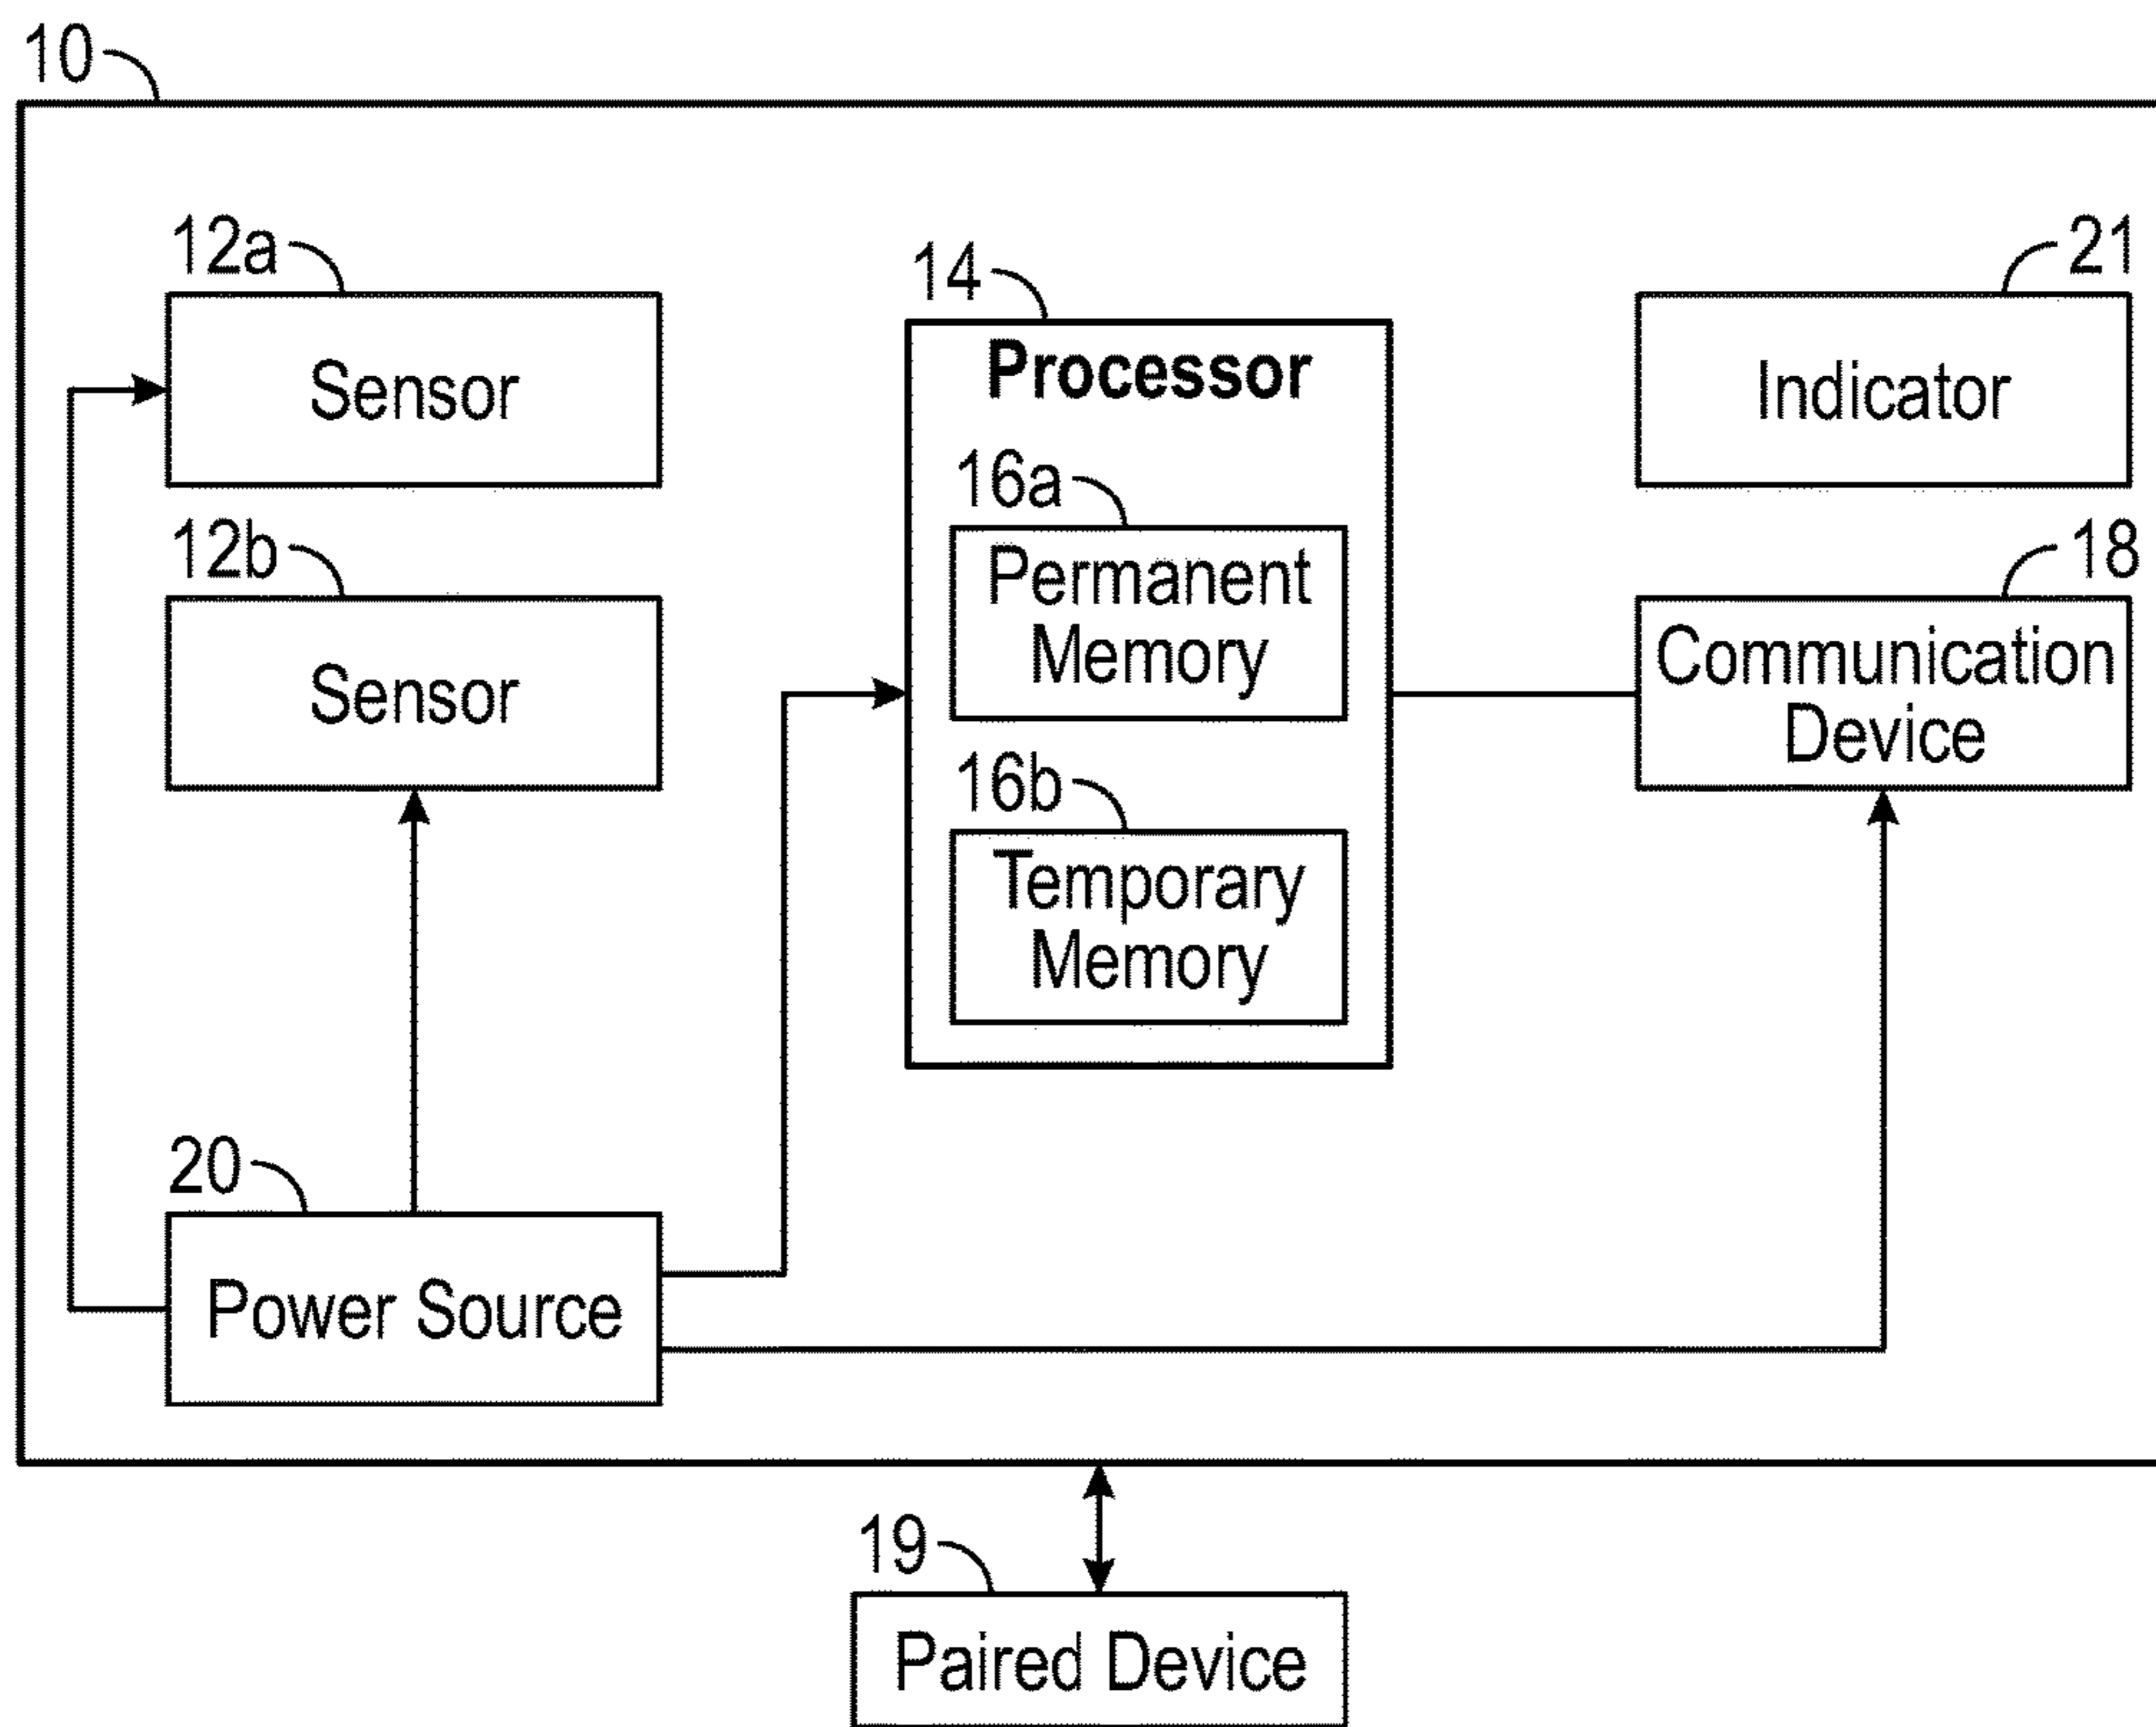 10
12a
Sensor
12b
Sensor
14
Processor
16a
Permanent
Memory
16b
Temporary
Memory
21
Indicator
18
Communication
Device
20
Power Source
19
Paired Device